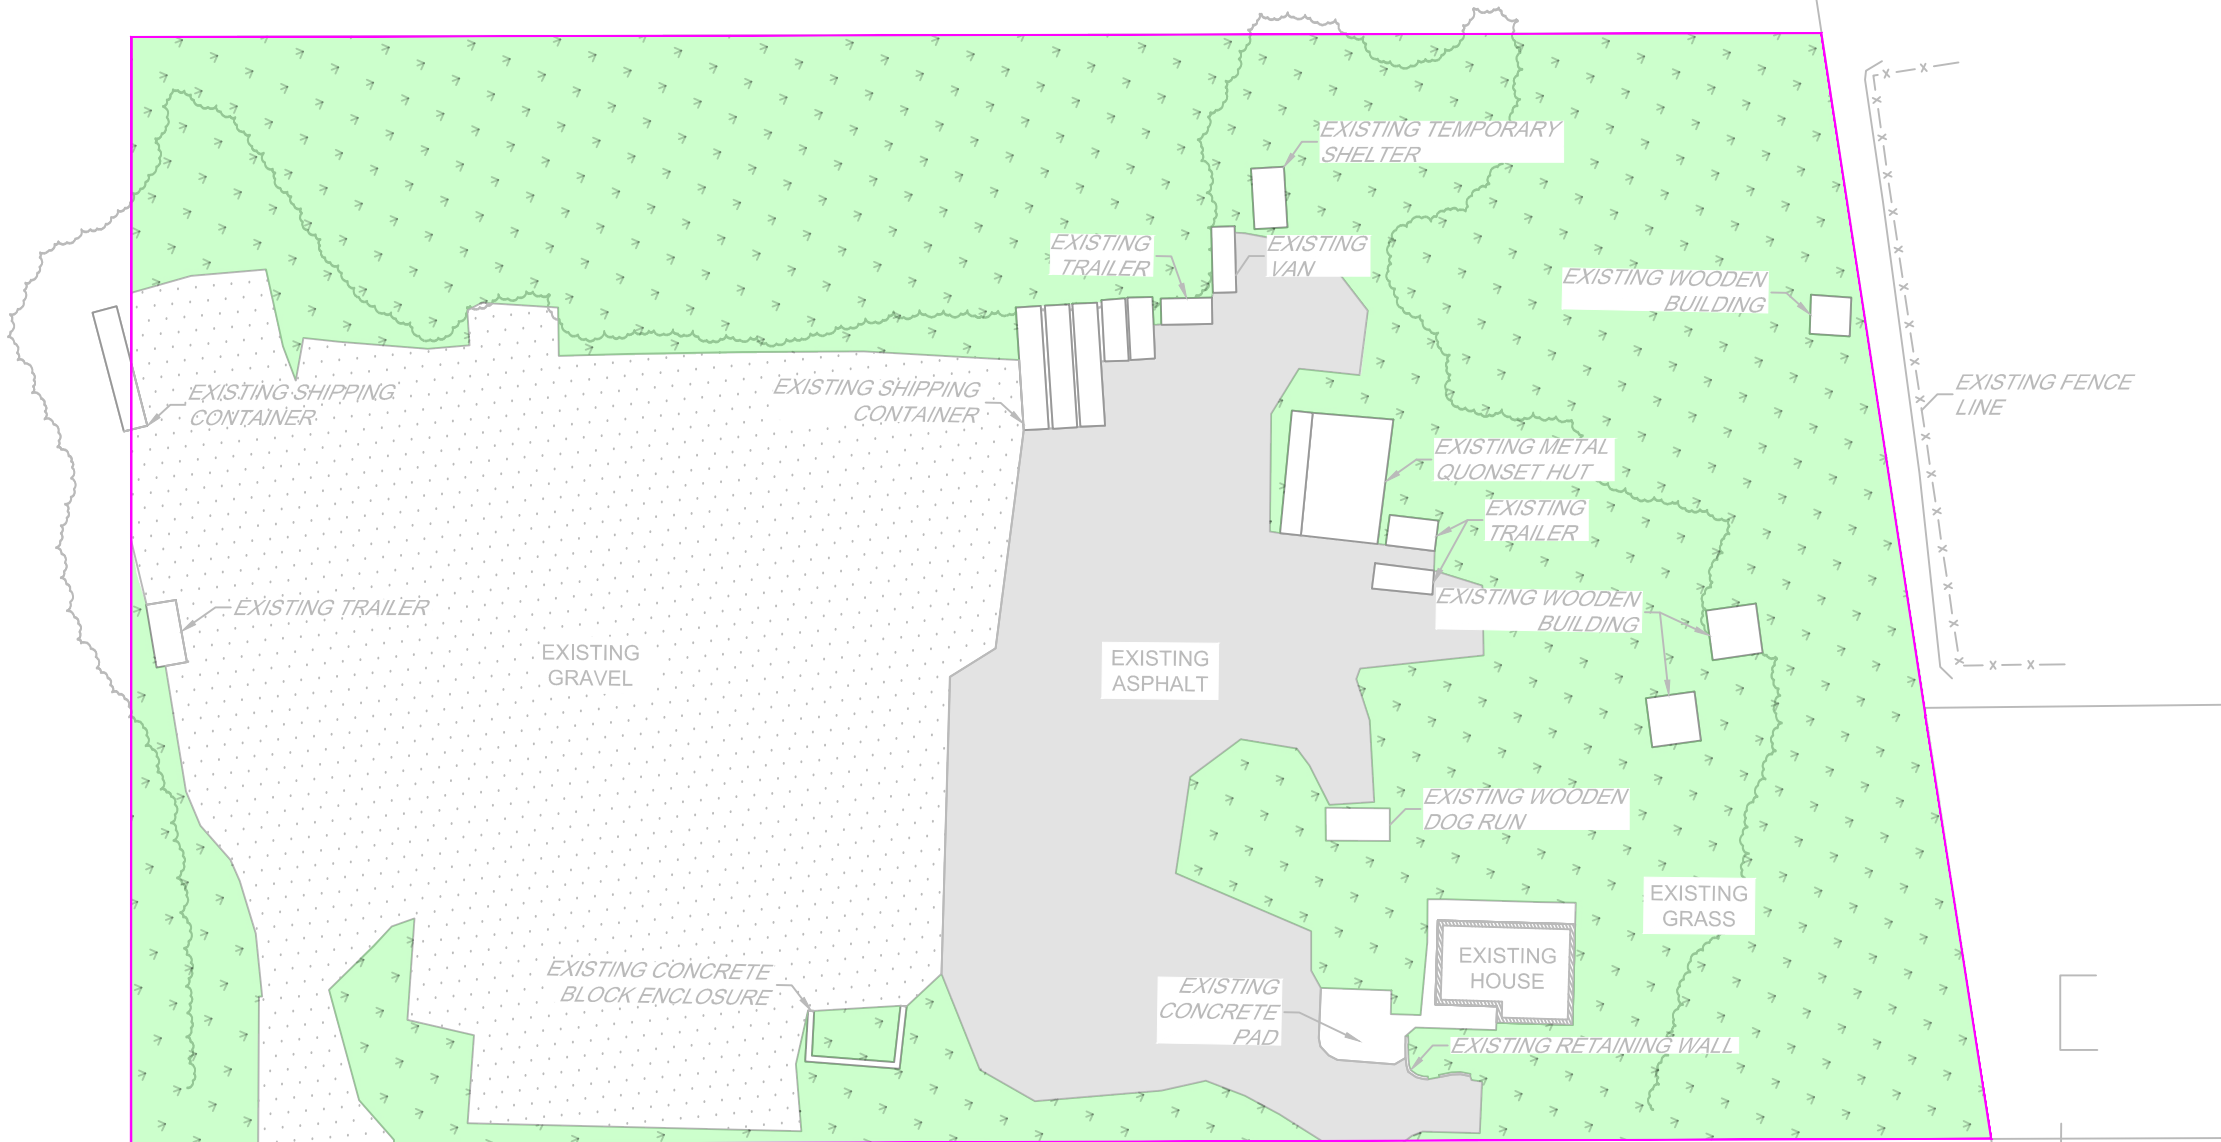 EXISTING TEMPORARY
SHELTER
EXISTING
TRAILER
EXISTING
VAN
EXISTING WOODEN
BUILDING
EXISTING SHIPPING
CONTAINER
EXISTING SHIPPING
CONTAINER
EXISTING FENCE
LINE
EXISTING METAL
QUONSET HUT
EXISTING
TRAILER
EXISTING WOODEN
BUILDING
EXISTING TRAILER
EXISTING
GRAVEL
EXISTING
ASPHALT
EXISTING WOODEN
DOG RUN
EXISTING
GRASS
EXISTING
HOUSE
EXISTING CONCRETE
BLOCK ENCLOSURE
EXISTING
CONCRETE
PAD
EXISTING RETAINING WALL